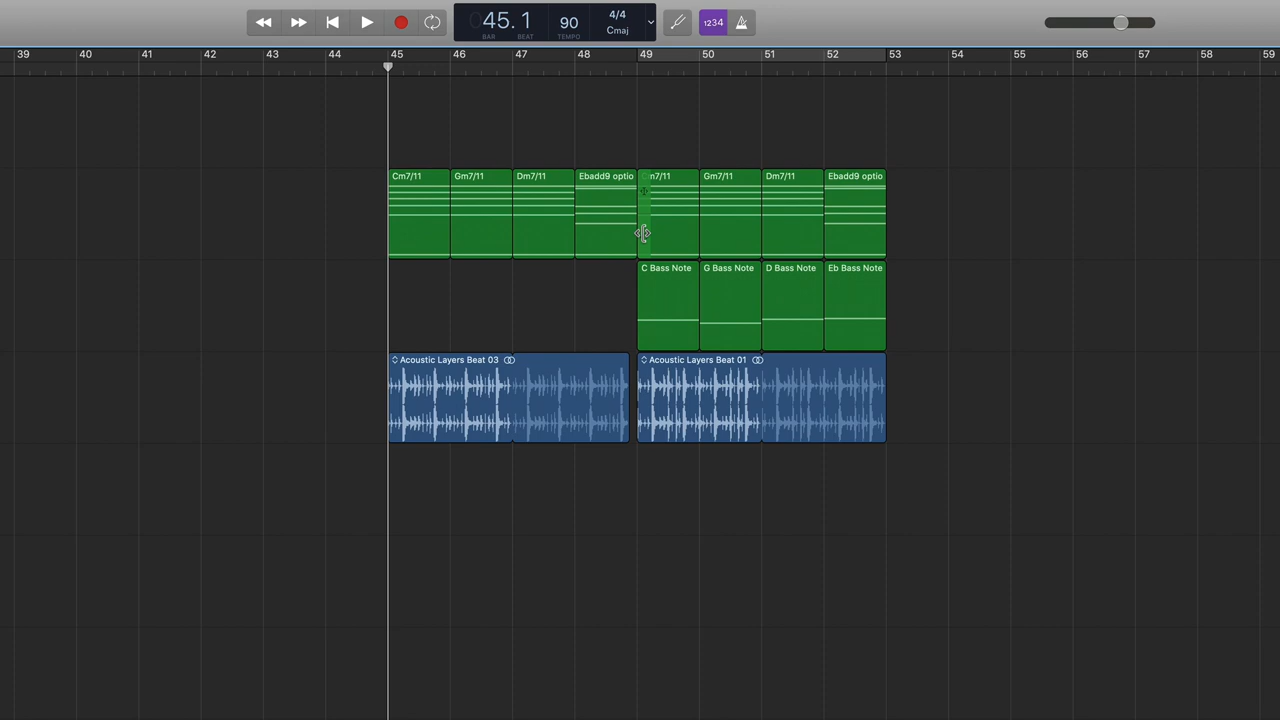 45. 1
BAR BEAT
90
TEMPO
4/4
Cmaj
1234
39 40 41 42 43 44 45 46 47 48 49 50 51 52 53 54 55 56 57 58 59
Cm7/11 Gm7/11 Dm7/11 Ebadd9 optio m7/11 Gm7/11 Dm7/11 Ebadd9 optio
C Bass Note G Bass Note D Bass Note Eb Bass Note
Acoustic Layers Beat 03 Acoustic Layers Beat 01